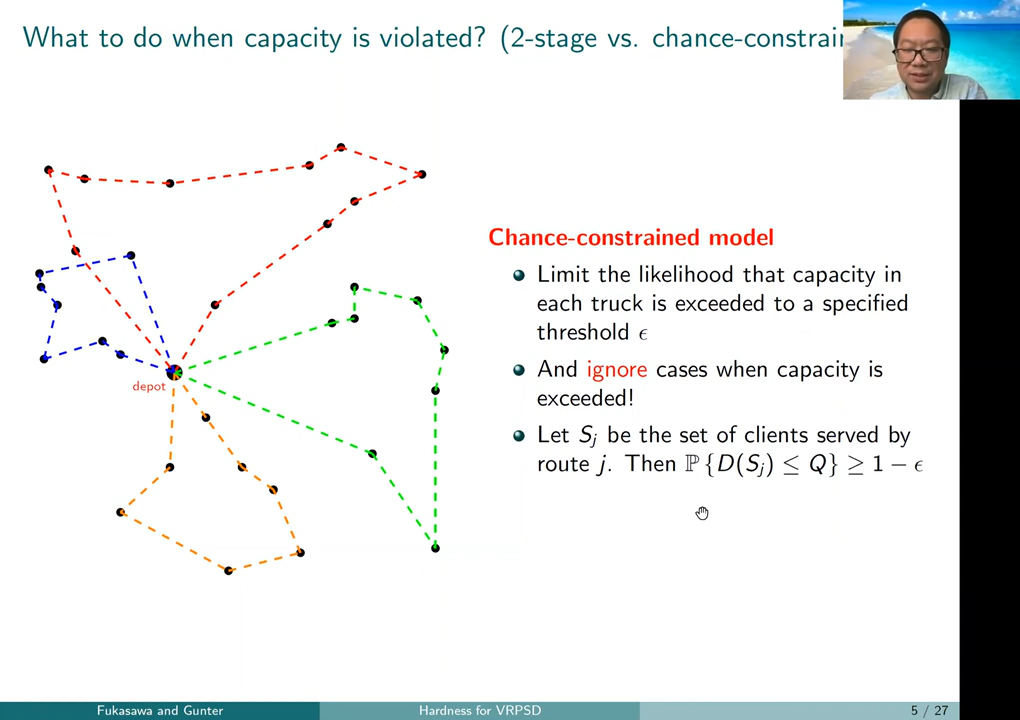 What to do when capacity is violated? (2-stage vs. chance-constrain
depot
Chance-constrained model
Limit the likelihood that capacity in
each truck is exceeded to a specified
threshold ϵ
And ignore cases when capacity is
exceeded!
Let S_j be the set of clients served by
route j. Then ℙ {D(S_j) ≤ Q} ≥ 1 − ϵ
Fukasawa and Gunter
Hardness for VRPSD
5 / 27